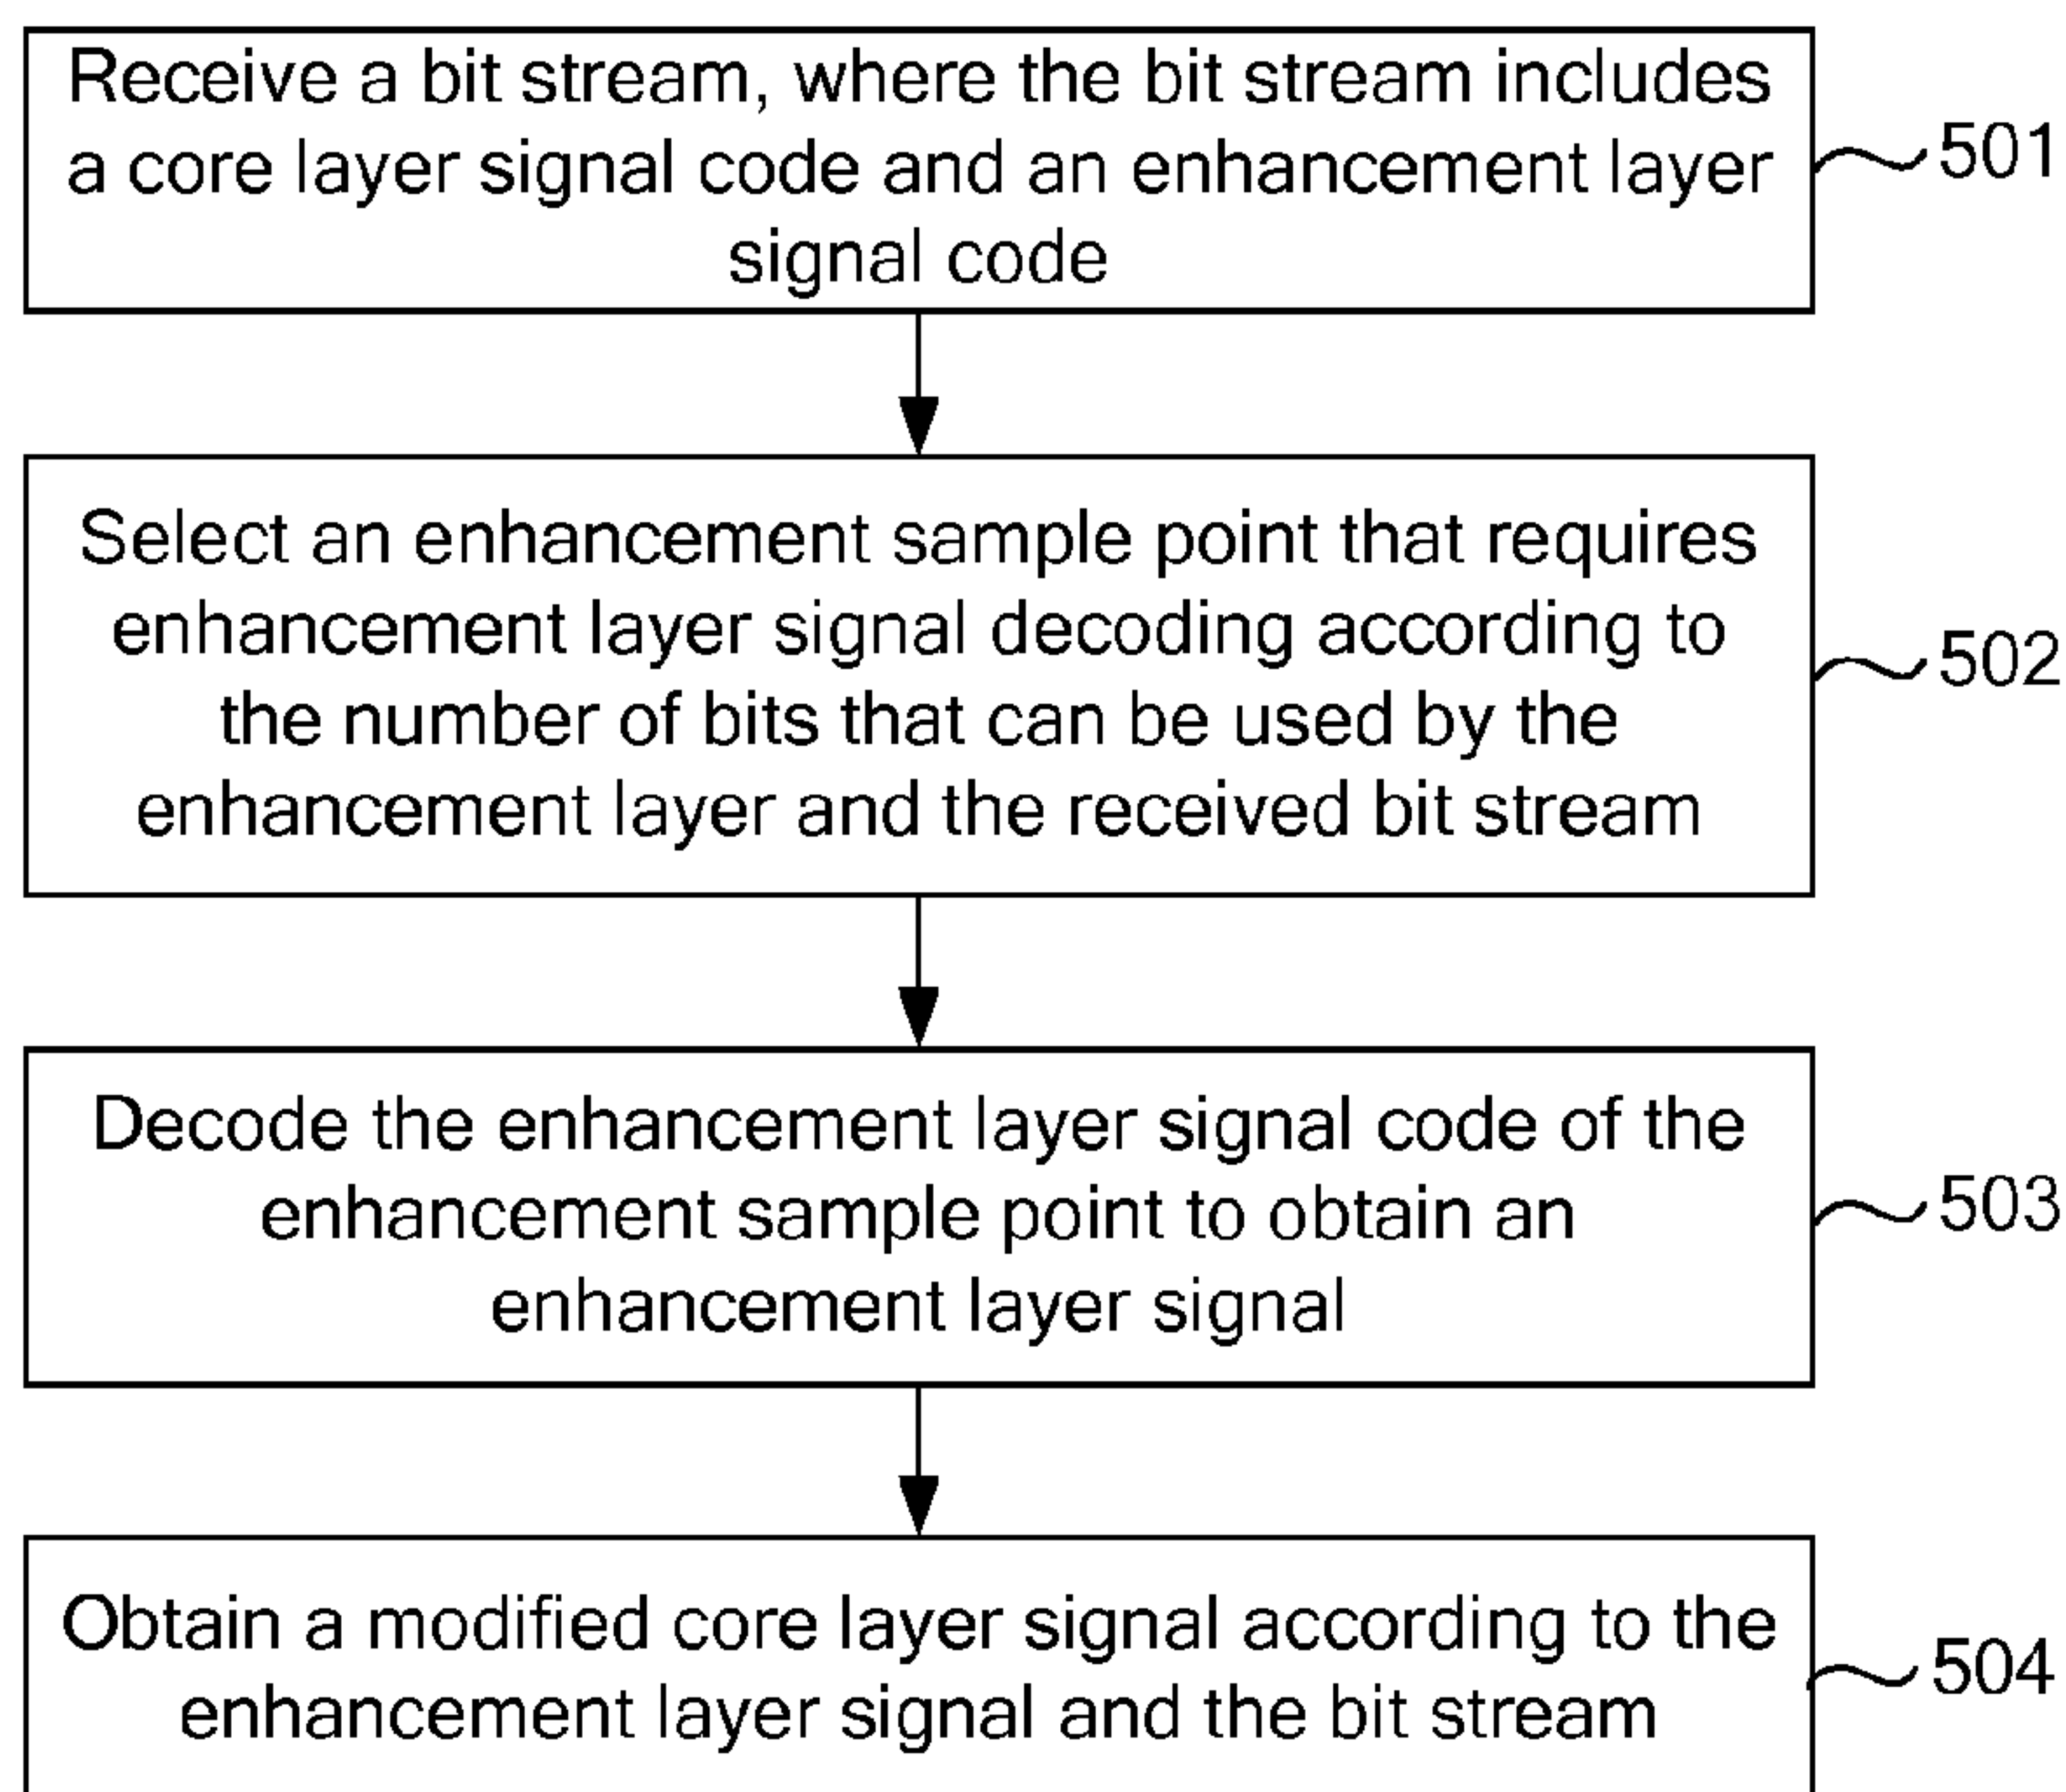 Receive a bit stream, where the bit stream includes
a core layer signal code and an enhancement layer
signal code
501
Select an enhancement sample point that requires
enhancement layer signal decoding according to
the number of bits that can be used by the
enhancement layer and the received bit stream
502
Decode the enhancement layer signal code of the
enhancement sample point to obtain an
enhancement layer signal
503
Obtain a modified core layer signal according to the
enhancement layer signal and the bit stream
504